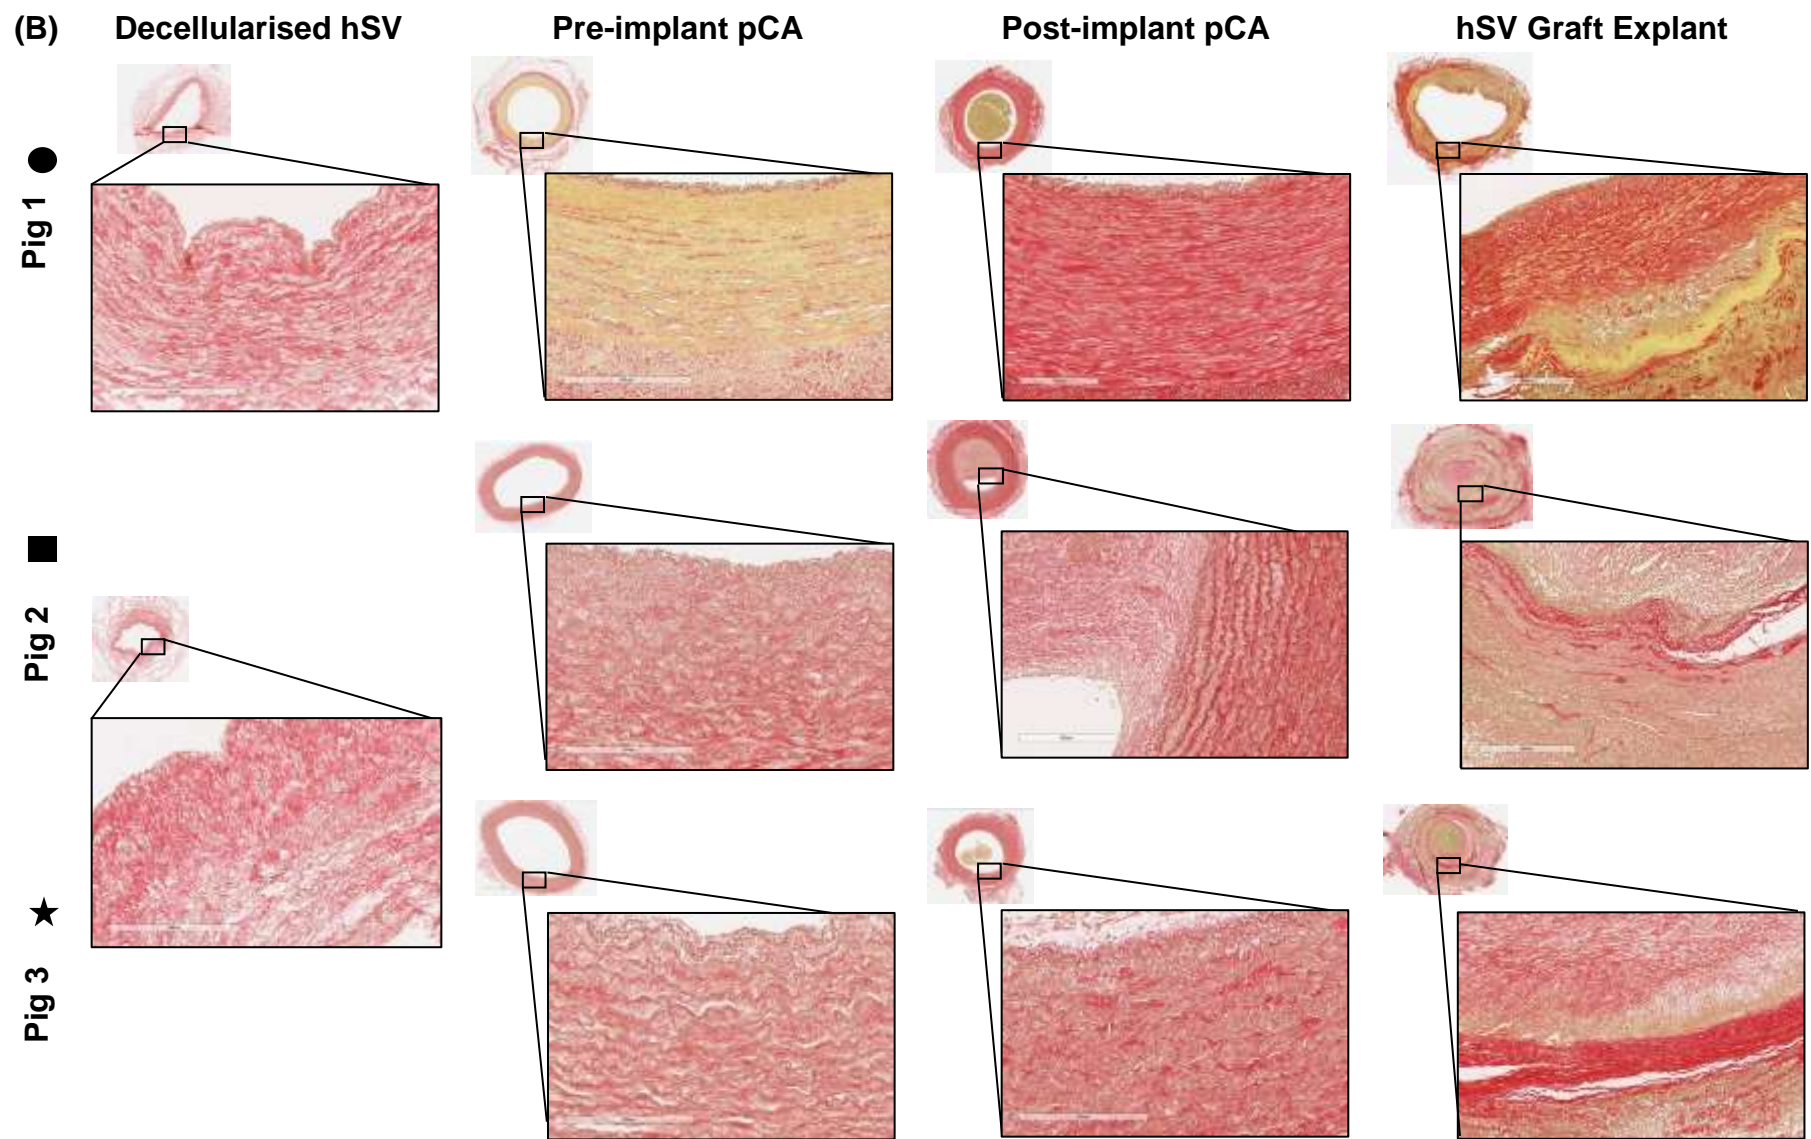 (B) Decellularised hSV Pre-implant pCA Post-implant pCA hSV Graft Explant
Pig 1
Pig 2
Pig 3